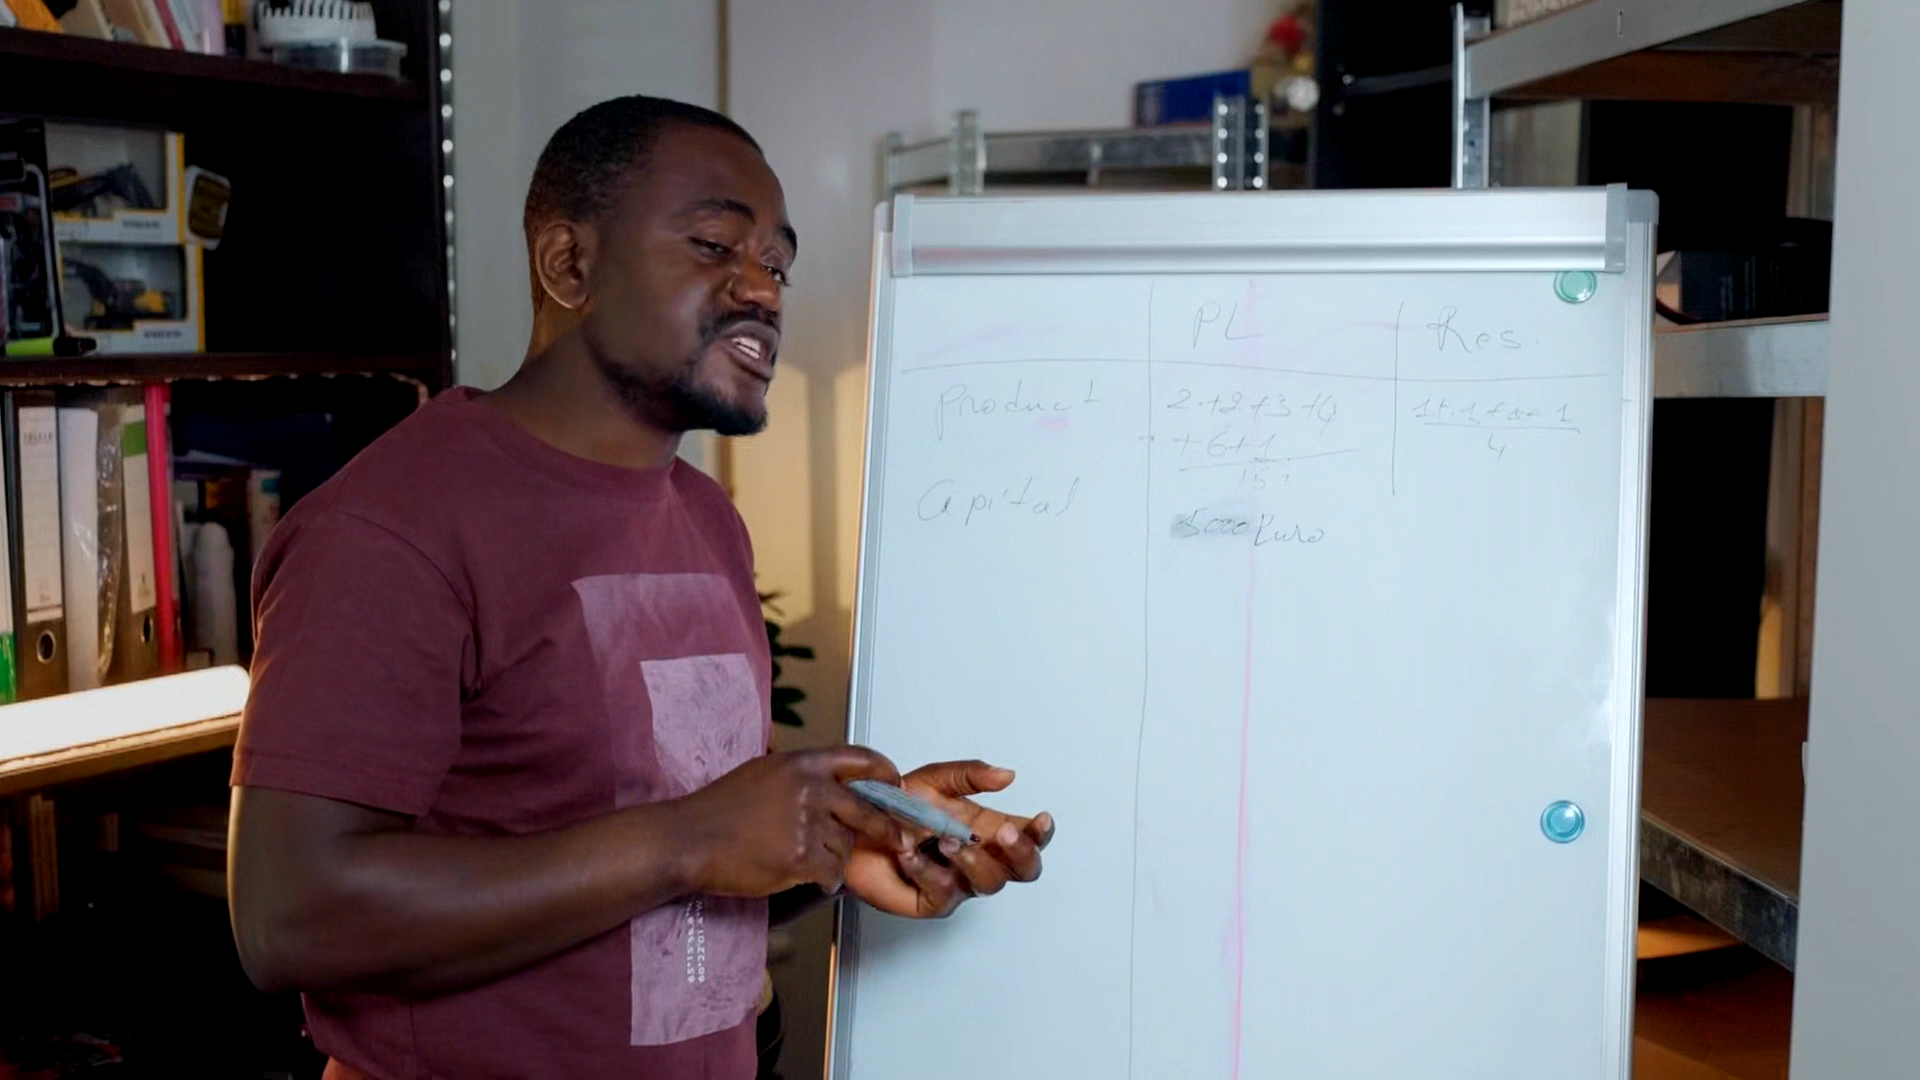 PL
Res.
Product
2+2+3+4
+6+1
15
1+1+1+1
4
Capital
5000 Euro